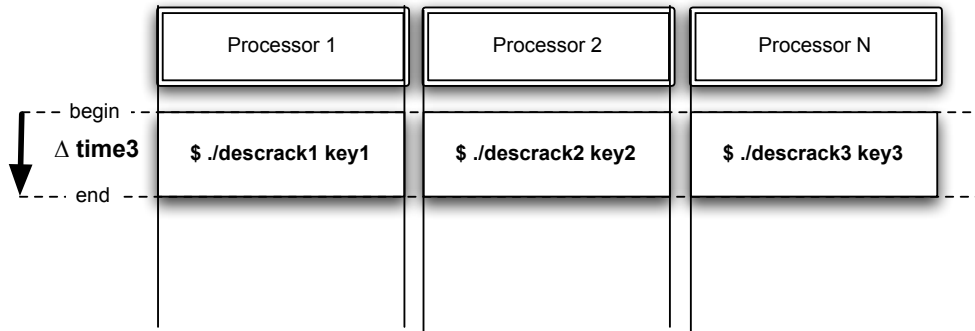 Processor 1
Processor 2
Processor N
begin
Δ time3
$ ./descrack1 key1
$ ./descrack2 key2
$ ./descrack3 key3
end